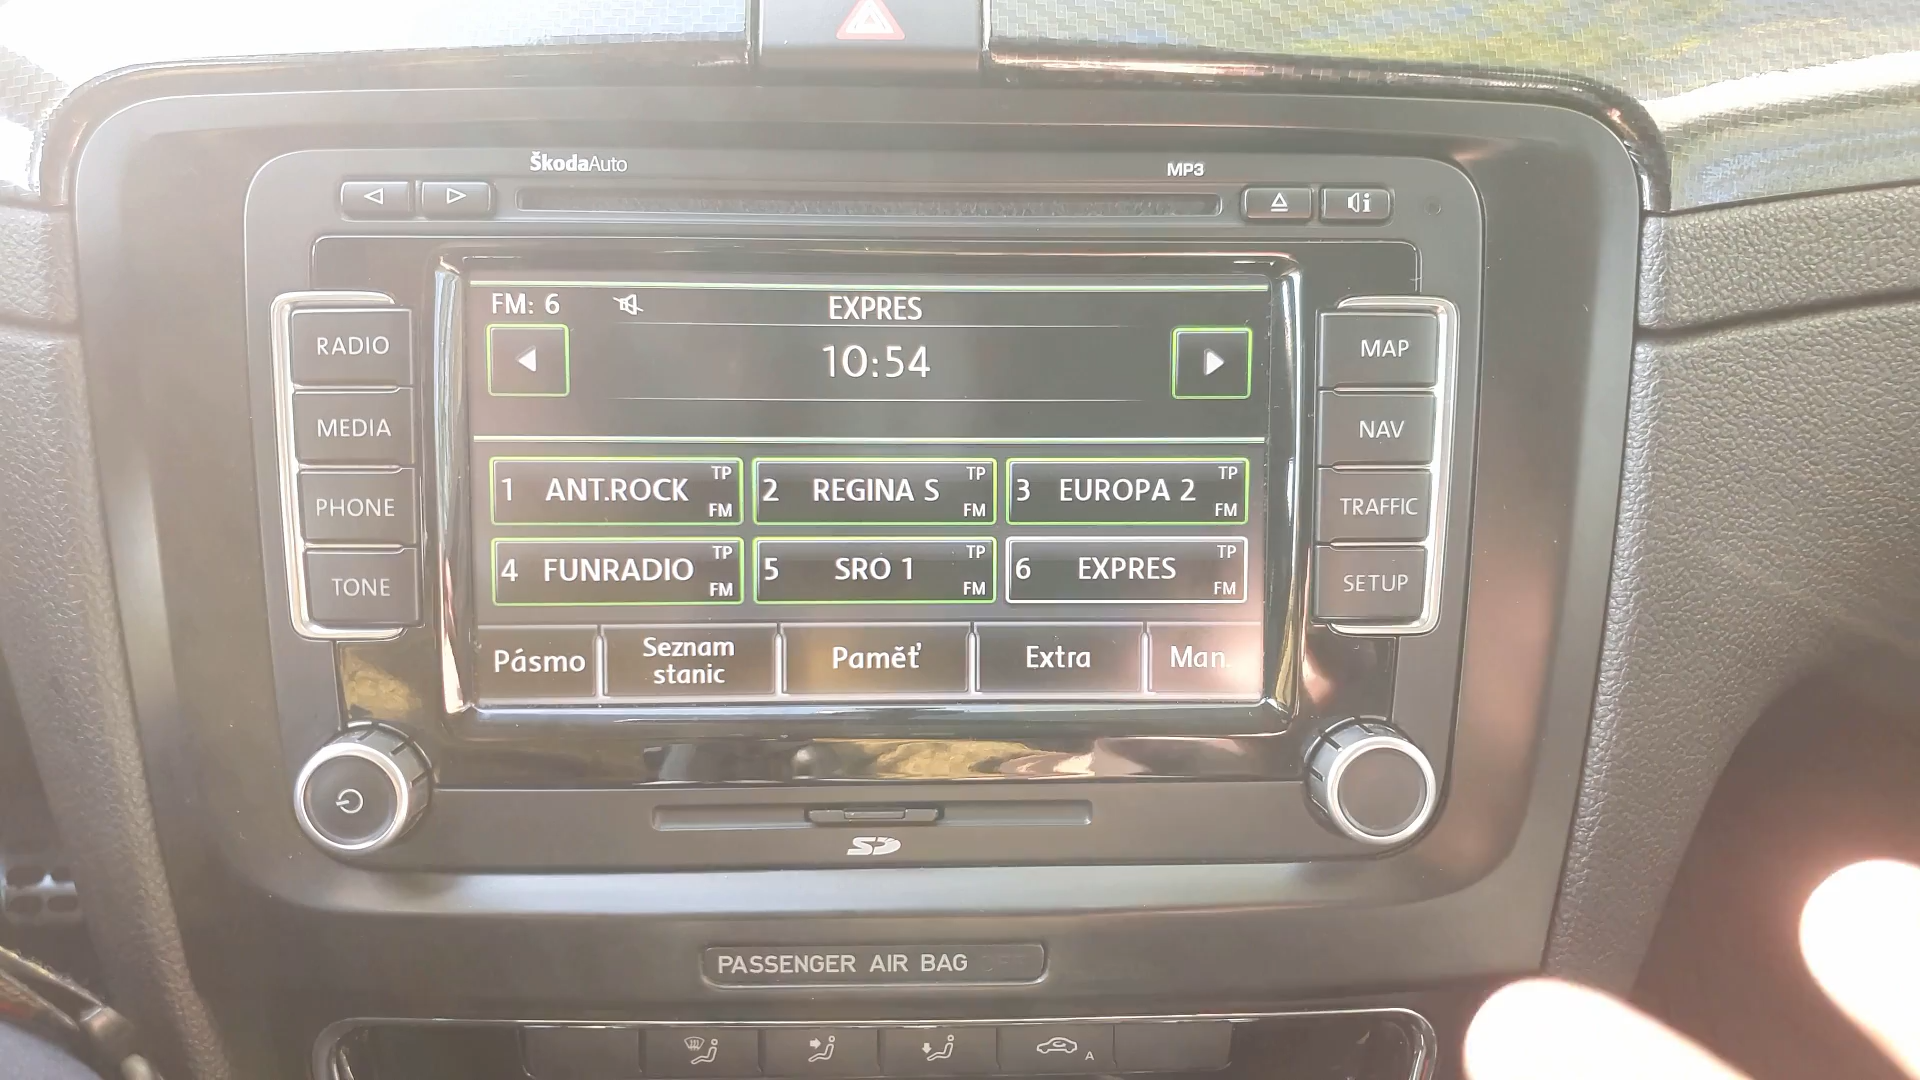 ŠkodaAuto
MP3
FM: 6
EXPRES
10:54
RADIO
MEDIA
PHONE
TONE
MAP
NAV
TRAFFIC
SETUP
1 ANT.ROCK TP FM
2 REGINA S TP FM
3 EUROPA 2 TP FM
4 FUNRADIO TP FM
5 SRO 1 TP FM
6 EXPRES TP FM
Pásmo
Seznam
stanic
Paměť
Extra
Man.
SD
PASSENGER AIR BAG OFF
A